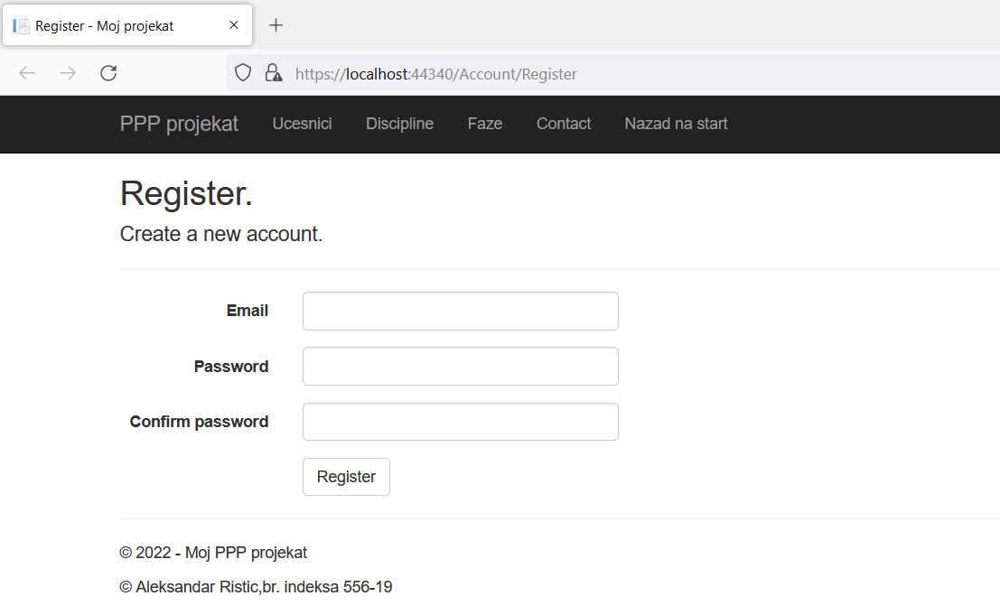 Register - Moj projekat
https://localhost:44340/Account/Register
PPP projekat Ucesnici Discipline Faze Contact Nazad na start
Register.
Create a new account.
Email
Password
Confirm password
Register
© 2022 - Moj PPP projekat
© Aleksandar Ristic,br. indeksa 556-19